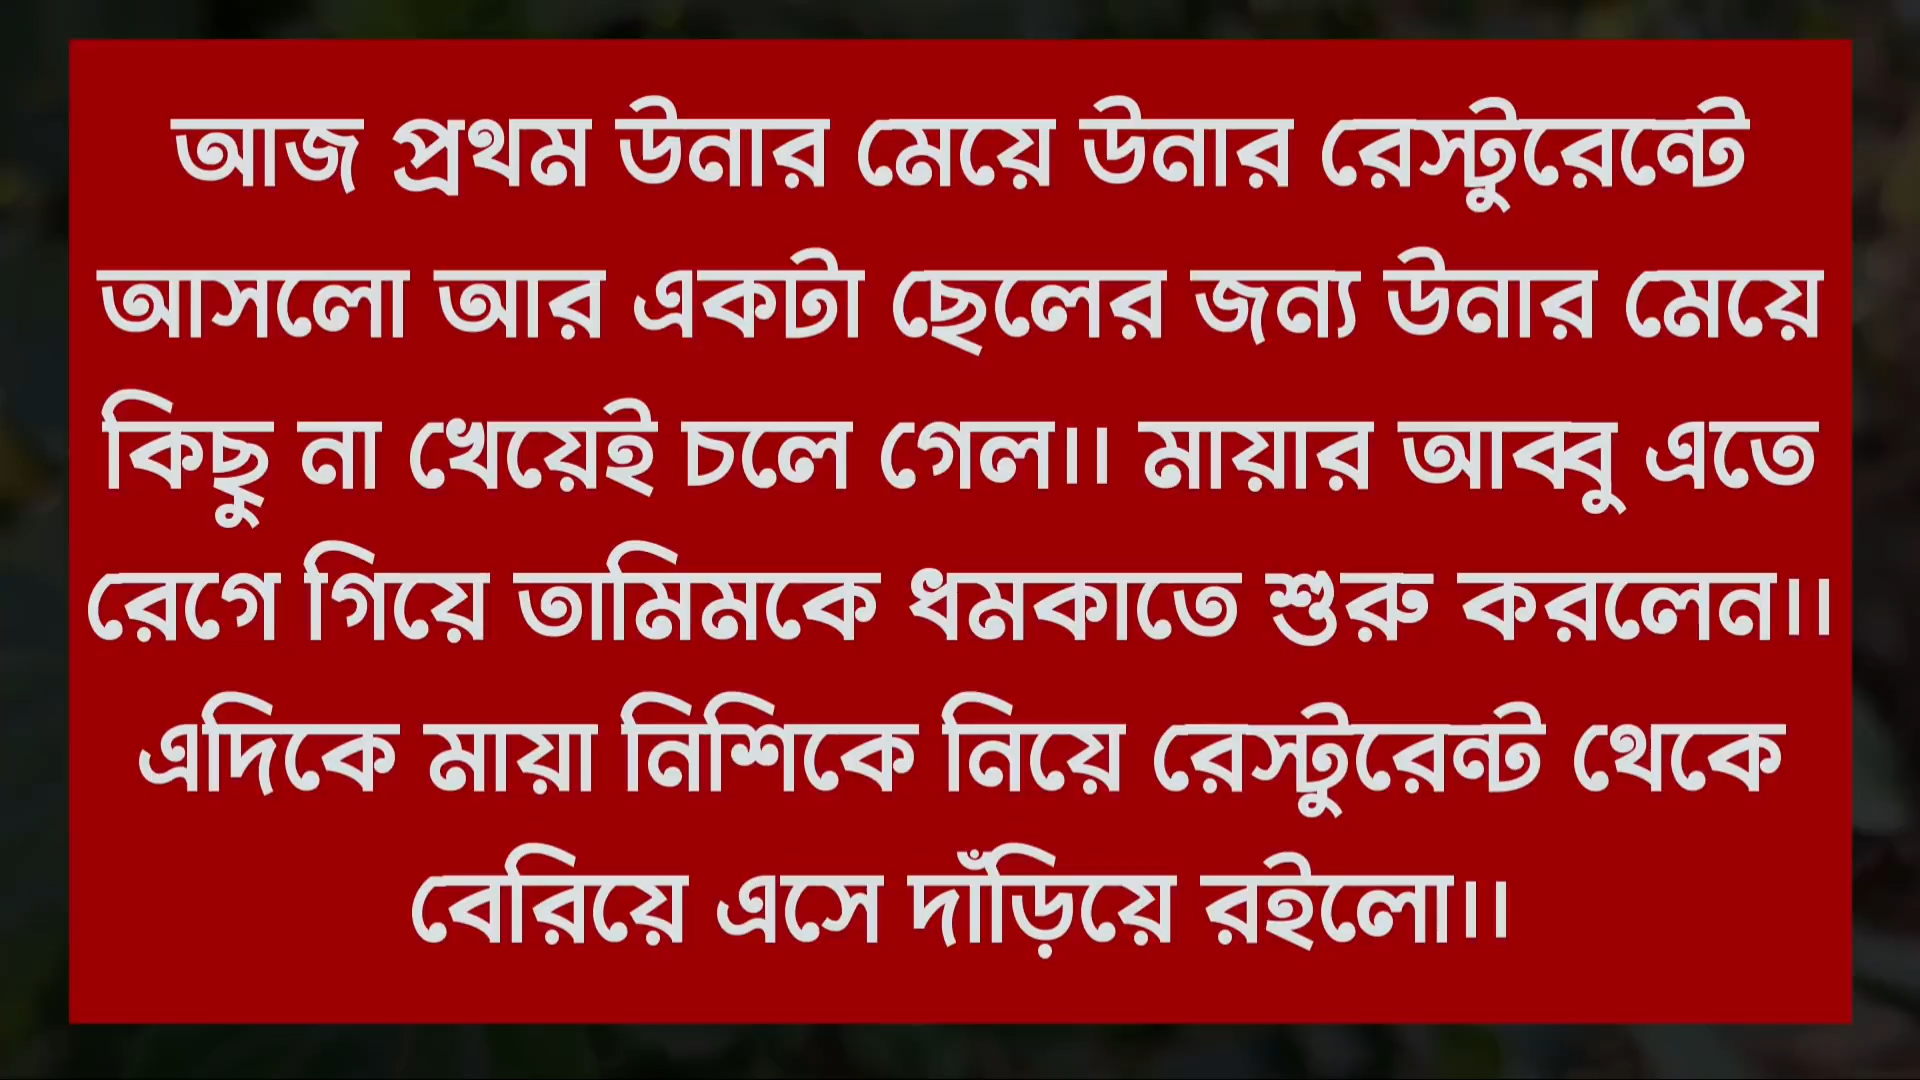 আজ প্রথম উনার মেয়ে উনার রেস্টুরেন্টে
আসলো আর একটা ছেলের জন্য উনার মেয়ে
কিছু না খেয়েই চলে গেল।। মায়ার আব্বু এতে
রেগে গিয়ে তামিমকে ধমকাতে শুরু করলেন।।
এদিকে মায়া নিশিকে নিয়ে রেস্টুরেন্ট থেকে
বেরিয়ে এসে দাঁড়িয়ে রইলো।।